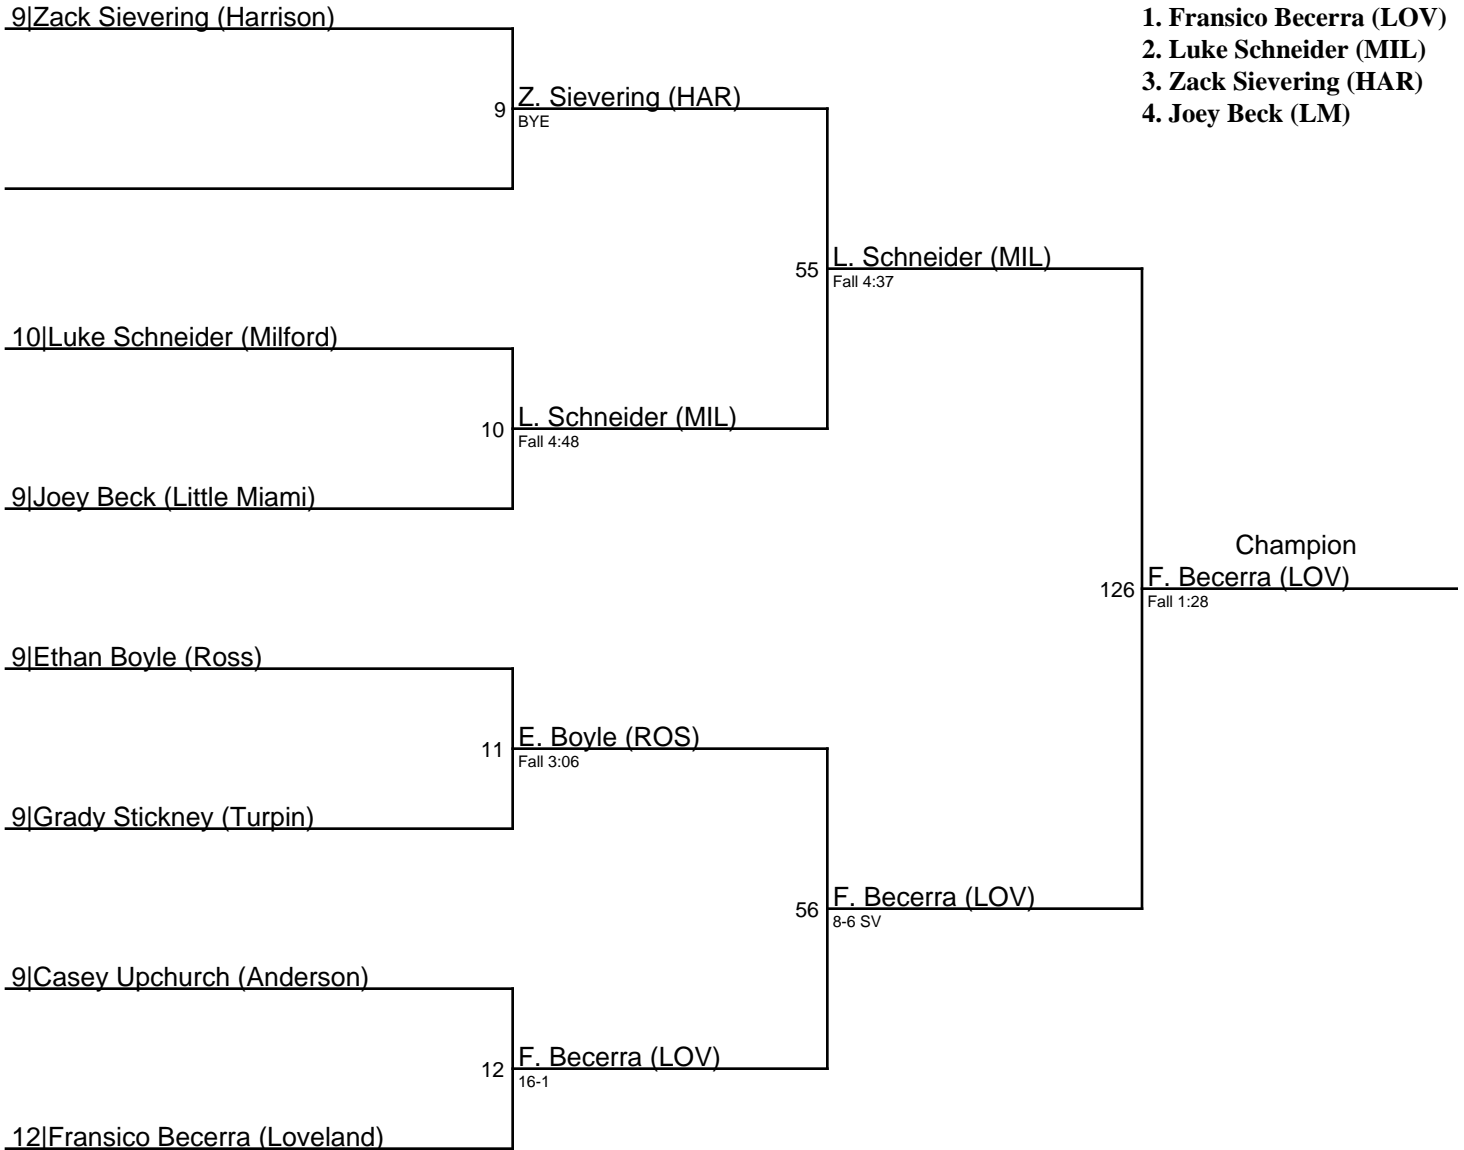 9|Zack Sievering (Harrison)
1. Fransico Becerra (LOV)
2. Luke Schneider (MIL)
3. Zack Sievering (HAR)
4. Joey Beck (LM)
9 Z. Sievering (HAR)
BYE
55 L. Schneider (MIL)
Fall 4:37
10|Luke Schneider (Milford)
10 L. Schneider (MIL)
Fall 4:48
9|Joey Beck (Little Miami)
Champion
126 F. Becerra (LOV)
Fall 1:28
9|Ethan Boyle (Ross)
11 E. Boyle (ROS)
Fall 3:06
9|Grady Stickney (Turpin)
56 F. Becerra (LOV)
8-6 SV
9|Casey Upchurch (Anderson)
12 F. Becerra (LOV)
16-1
12|Fransico Becerra (Loveland)